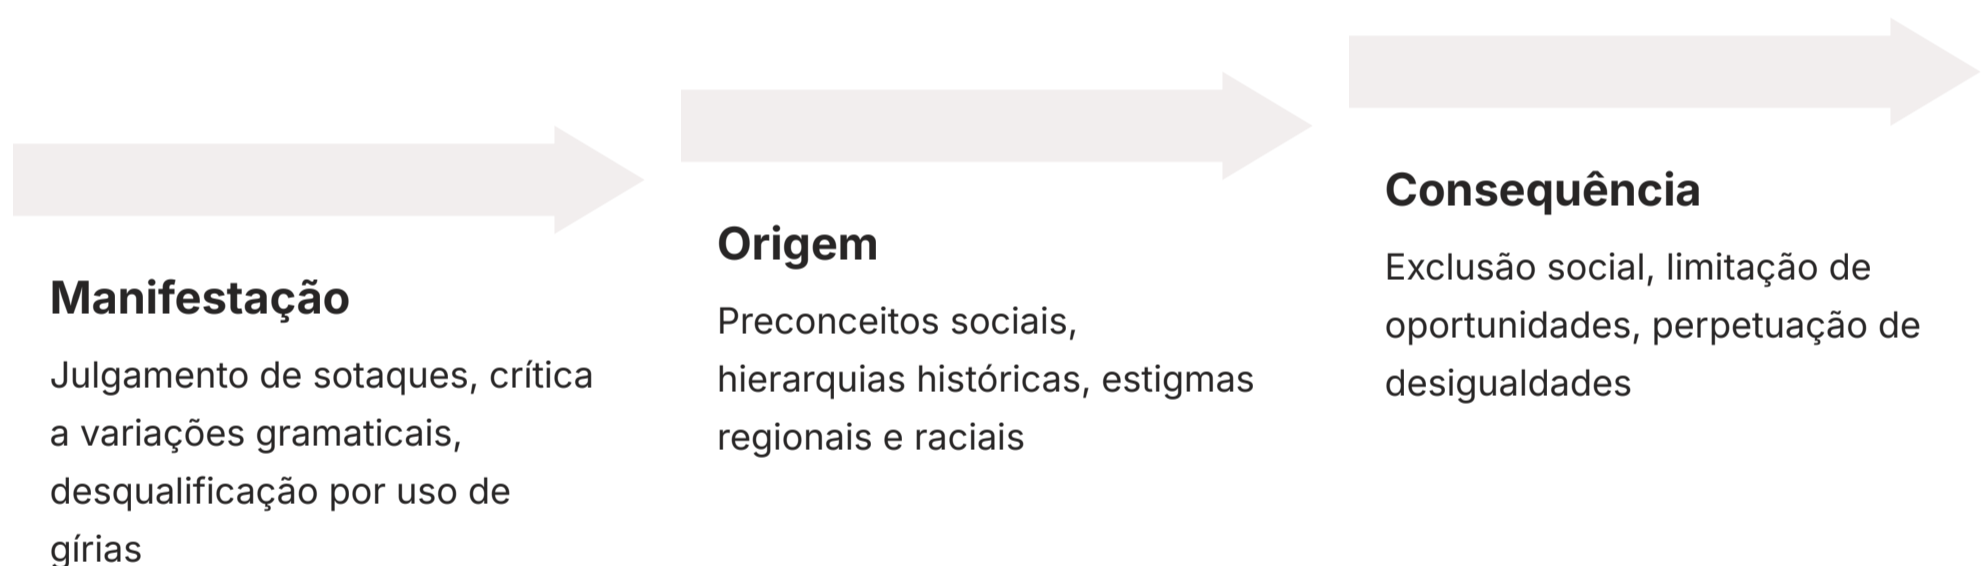 Manifestação
Julgamento de sotaques, crítica
a variações gramaticais,
desqualificação por uso de
gírias
Origem
Preconceitos sociais,
hierarquias históricas, estigmas
regionais e raciais
Consequência
Exclusão social, limitação de
oportunidades, perpetuação de
desigualdades